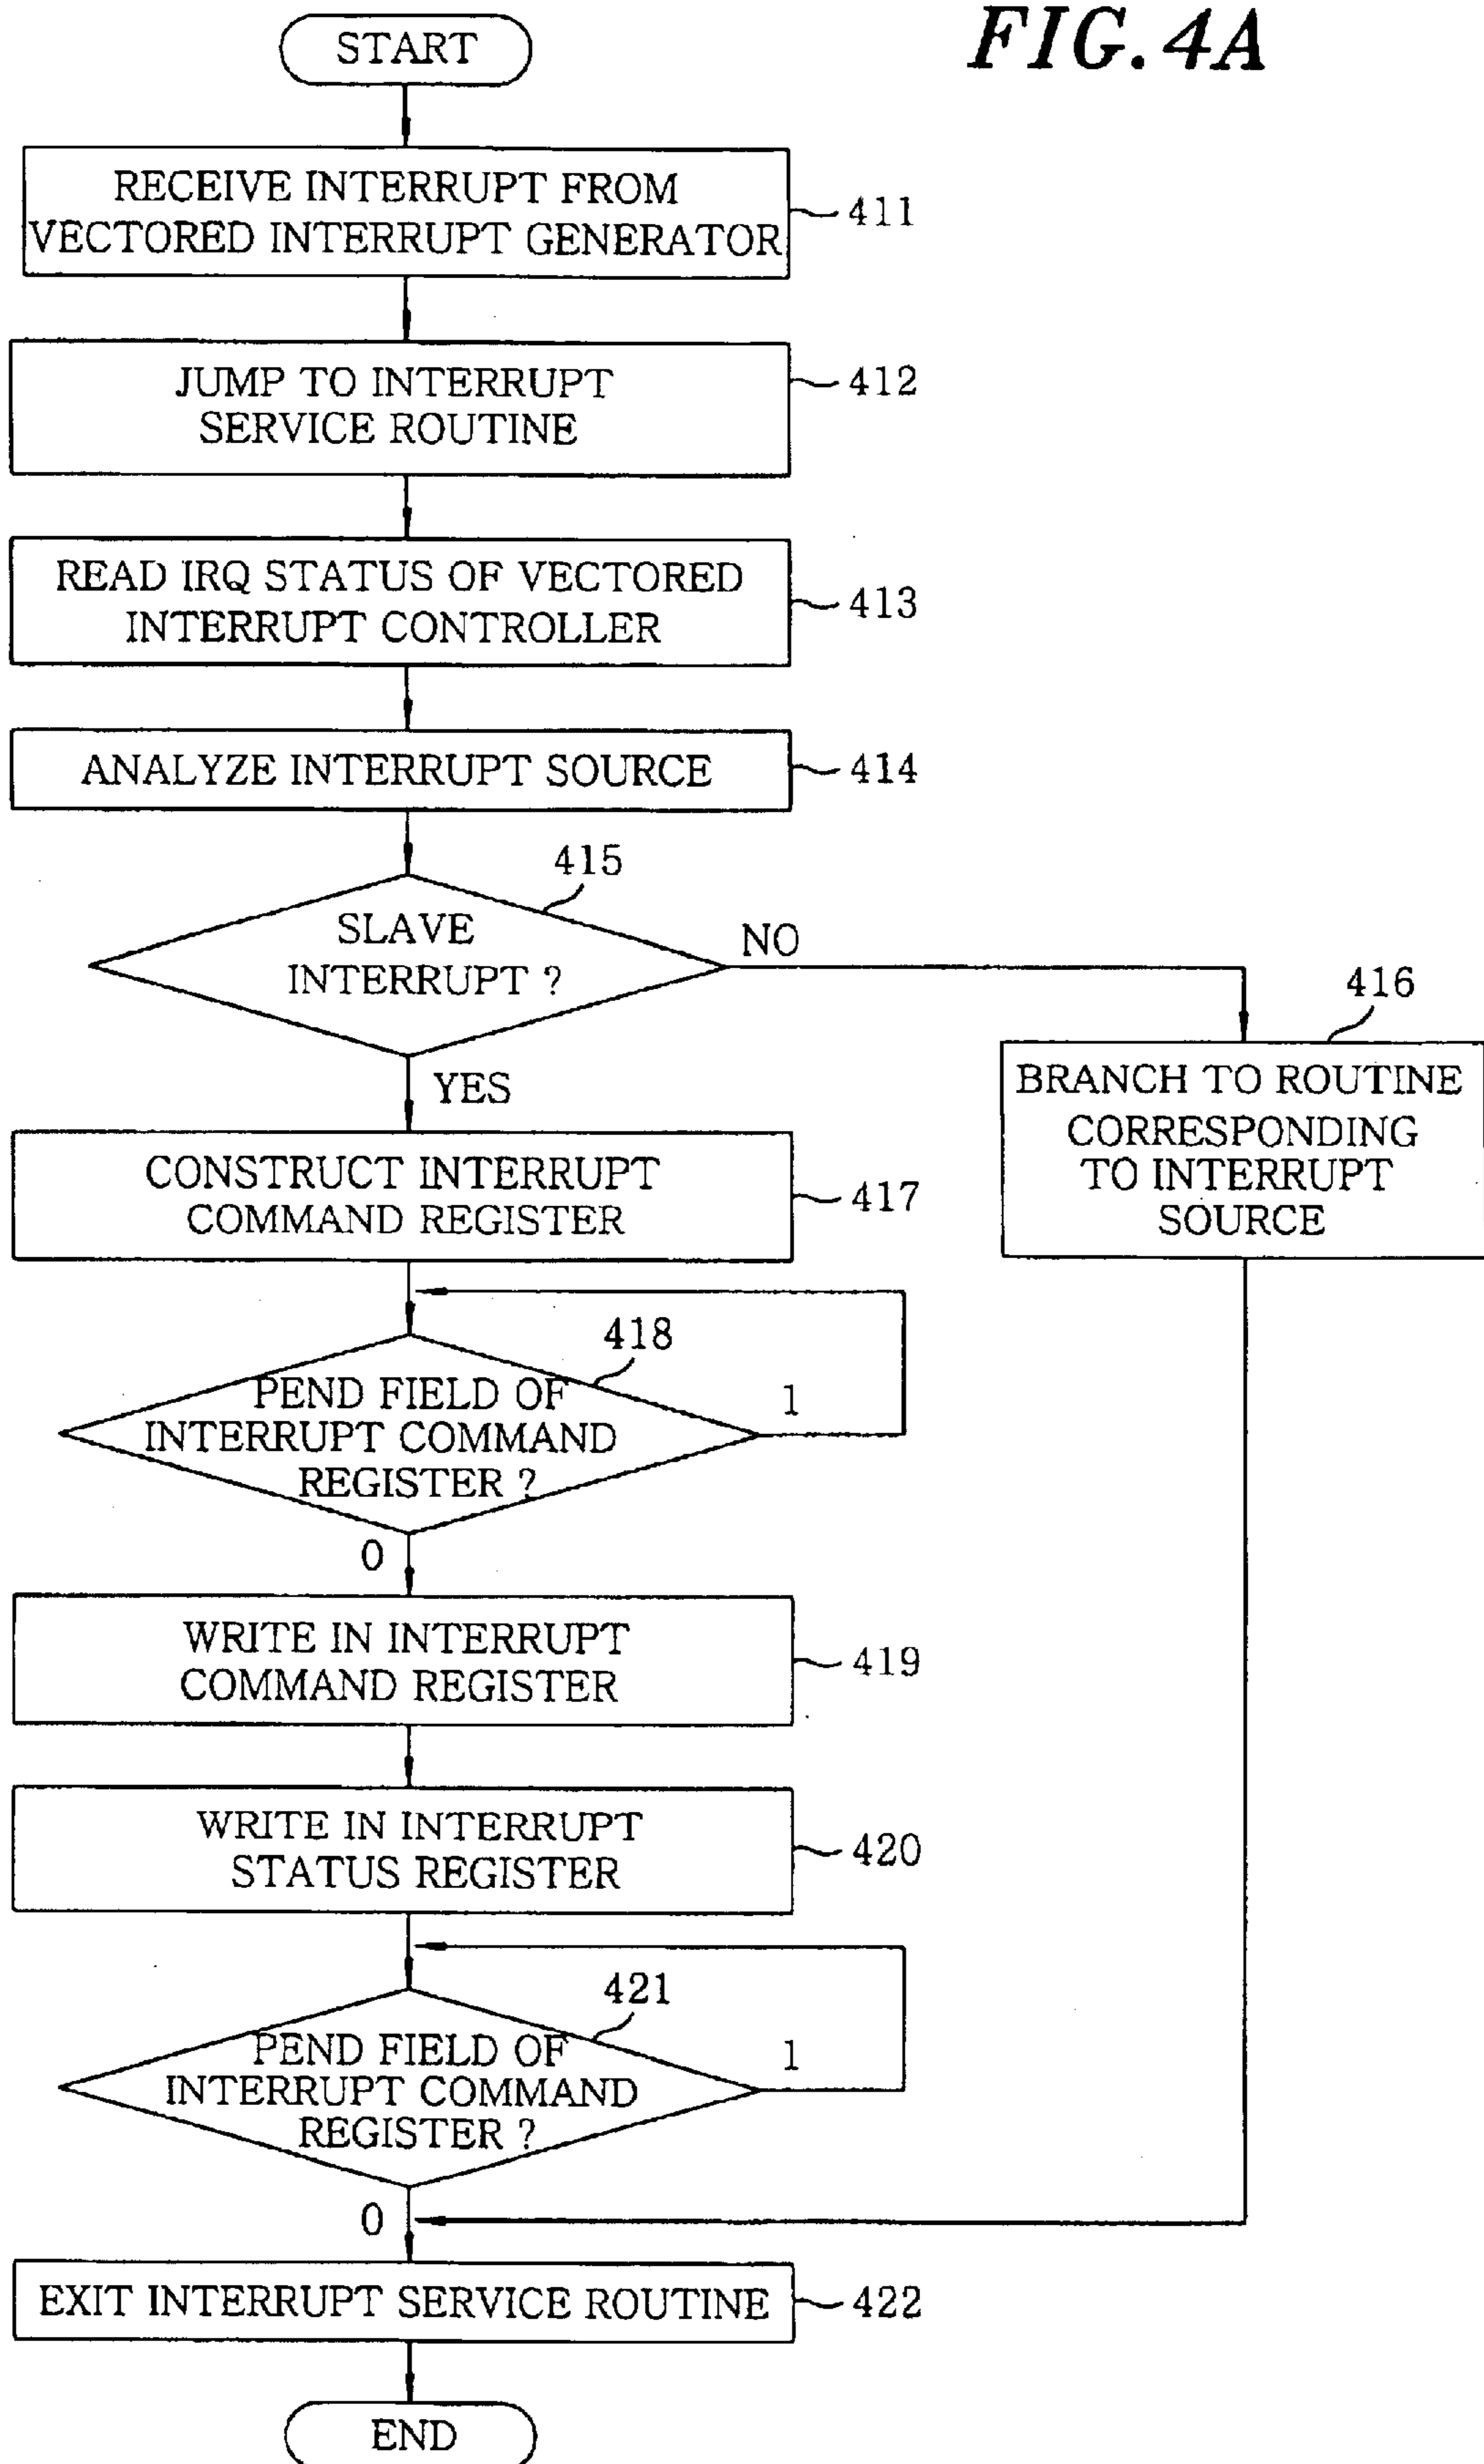 FIG. 4A
START
RECEIVE INTERRUPT FROM
VECTORED INTERRUPT GENERATOR
411
JUMP TO INTERRUPT
SERVICE ROUTINE
412
READ IRQ STATUS OF VECTORED
INTERRUPT CONTROLLER
413
ANALYZE INTERRUPT SOURCE
414
415
SLAVE
INTERRUPT ?
NO
YES
416
BRANCH TO ROUTINE
CORRESPONDING
TO INTERRUPT
SOURCE
CONSTRUCT INTERRUPT
COMMAND REGISTER
417
418
PEND FIELD OF
INTERRUPT COMMAND
REGISTER ?
1
0
WRITE IN INTERRUPT
COMMAND REGISTER
419
WRITE IN INTERRUPT
STATUS REGISTER
420
421
PEND FIELD OF
INTERRUPT COMMAND
REGISTER ?
1
0
EXIT INTERRUPT SERVICE ROUTINE
422
END